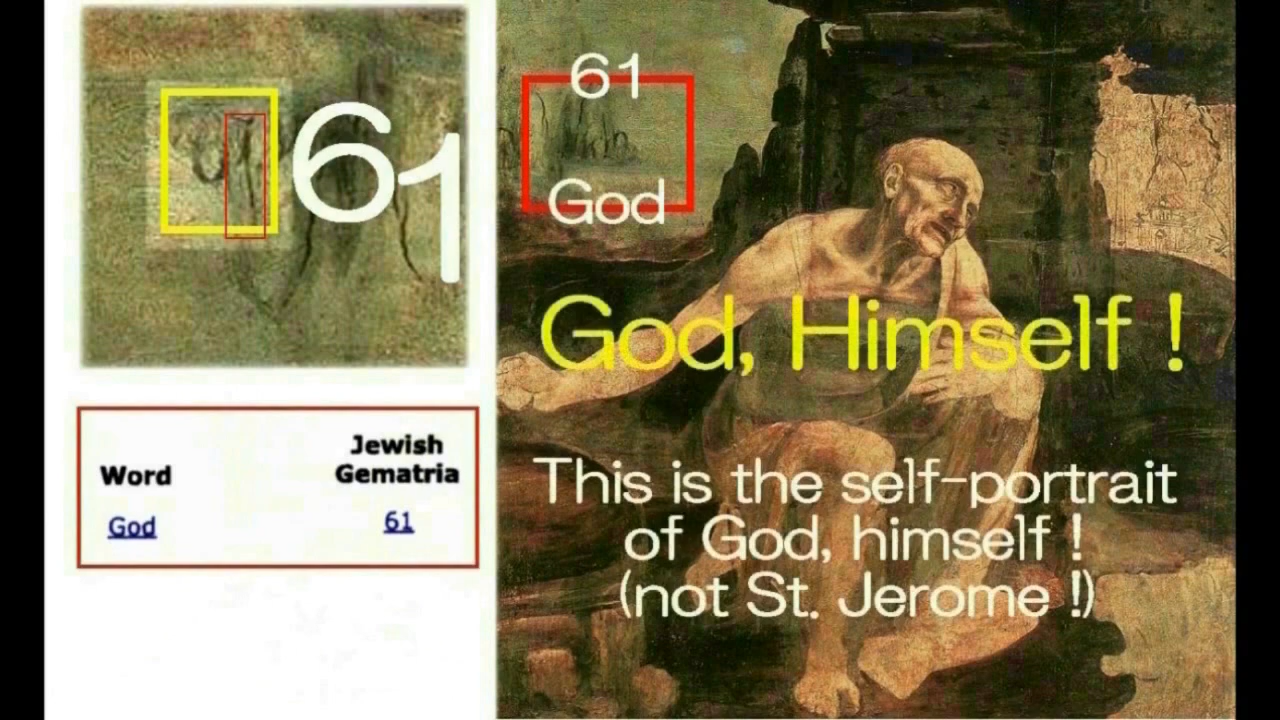 61
Word
Jewish
Gematria
God
61
61
God
God, Himself !
This is the self-portrait
of God, himself !
(not St. Jerome !)